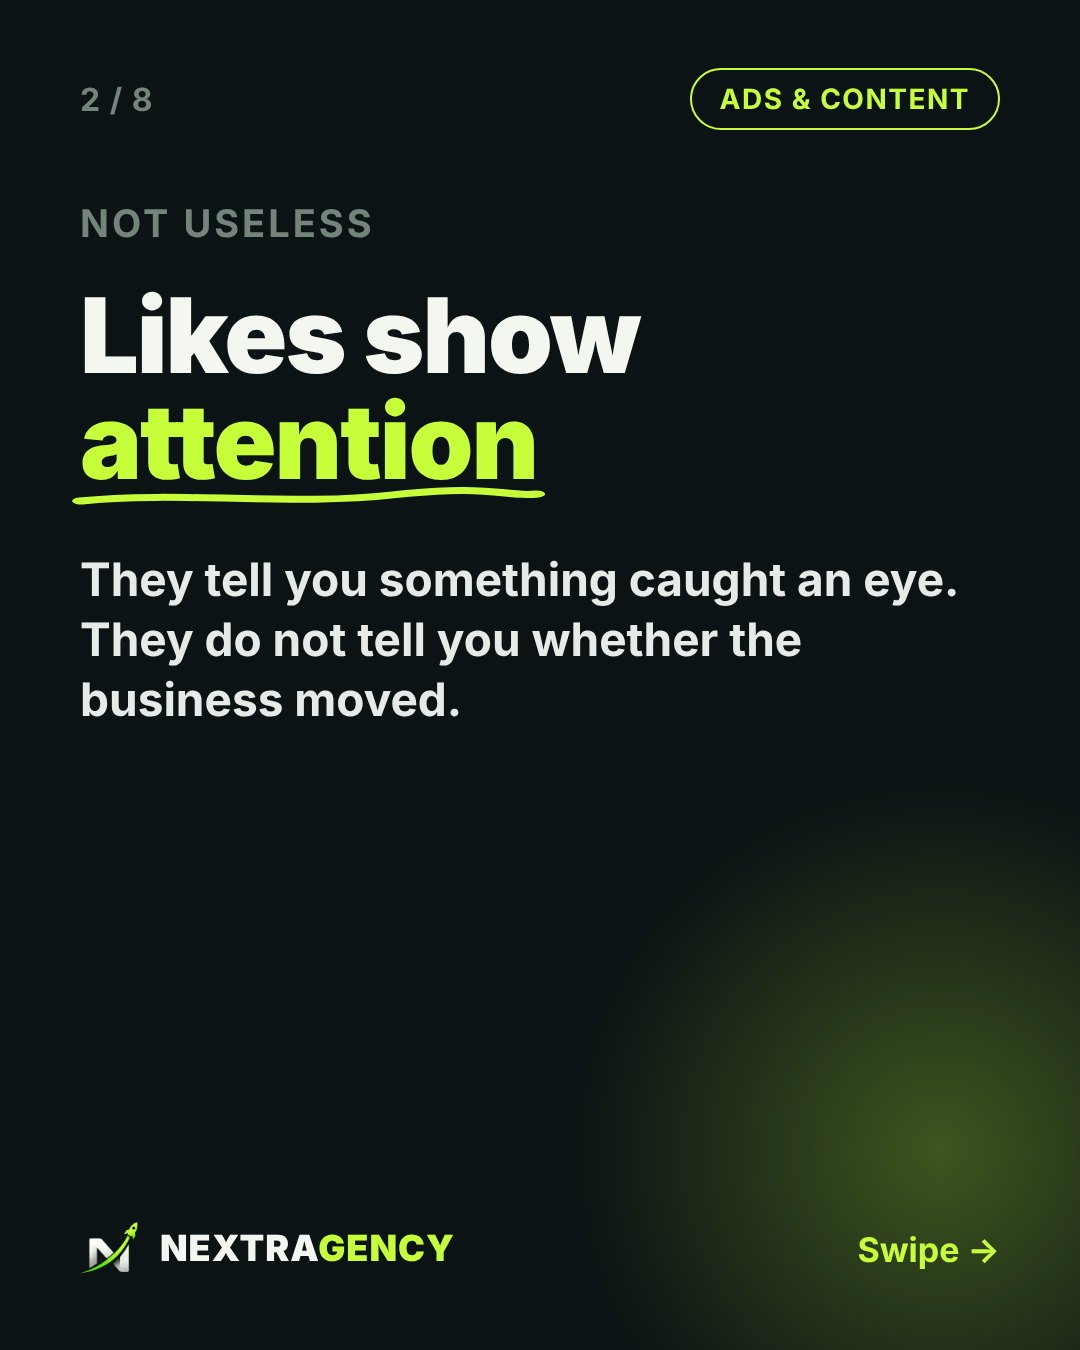 2 / 8
ADS & CONTENT
NOT USELESS
Likes show
attention
They tell you something caught an eye.
They do not tell you whether the
business moved.
NEXTRAGENCY
Swipe →